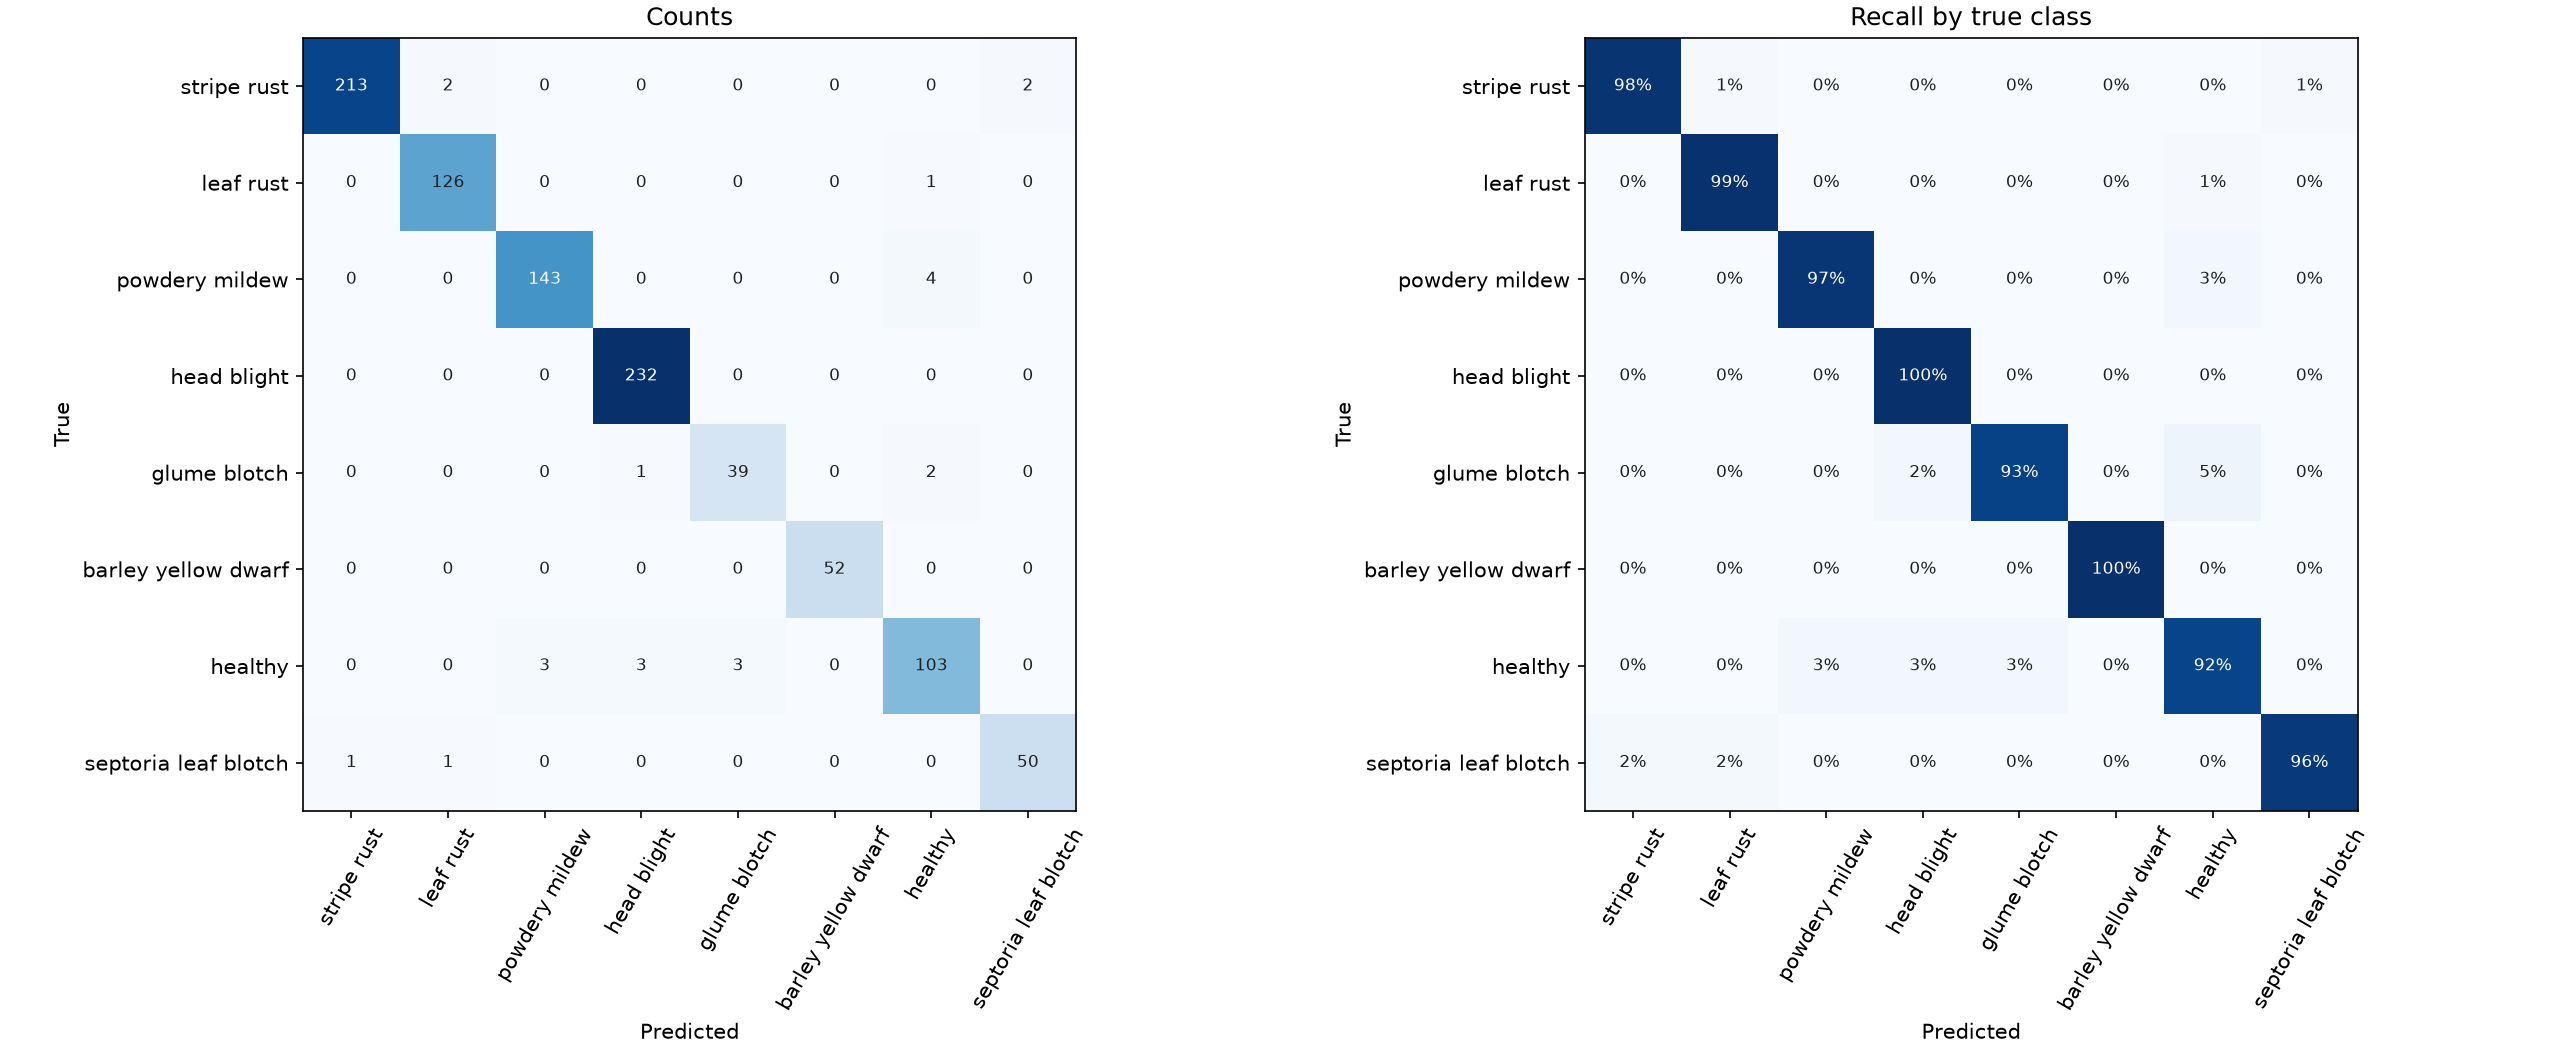 Counts
stripe rust 213 2 0 0 0 0 0 2
leaf rust 0 126 0 0 0 0 1 0
powdery mildew 0 0 143 0 0 0 4 0
head blight 0 0 0 232 0 0 0 0
glume blotch 0 0 0 1 39 0 2 0
barley yellow dwarf 0 0 0 0 0 52 0 0
healthy 0 0 3 3 3 0 103 0
septoria leaf blotch 1 1 0 0 0 0 0 50
True
stripe rust
leaf rust
powdery mildew
head blight
glume blotch
barley yellow dwarf
healthy
septoria leaf blotch
Predicted
Recall by true class
stripe rust 98% 1% 0% 0% 0% 0% 0% 1%
leaf rust 0% 99% 0% 0% 0% 0% 1% 0%
powdery mildew 0% 0% 97% 0% 0% 0% 3% 0%
head blight 0% 0% 0% 100% 0% 0% 0% 0%
glume blotch 0% 0% 0% 2% 93% 0% 5% 0%
barley yellow dwarf 0% 0% 0% 0% 0% 100% 0% 0%
healthy 0% 0% 3% 3% 3% 0% 92% 0%
septoria leaf blotch 2% 2% 0% 0% 0% 0% 0% 96%
True
stripe rust
leaf rust
powdery mildew
head blight
glume blotch
barley yellow dwarf
healthy
septoria leaf blotch
Predicted